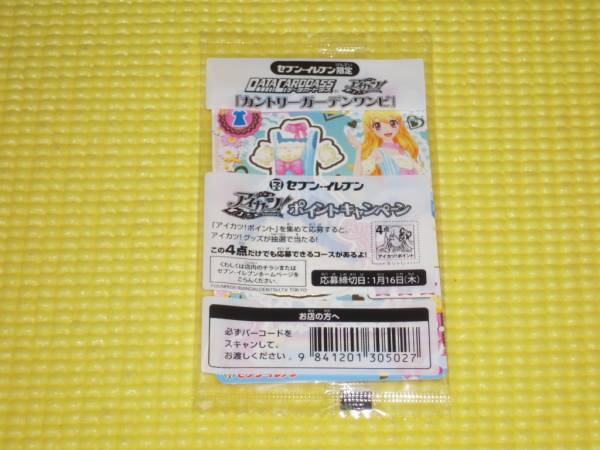 セブン-イレブン限定
DATA CARDDASS アイカツ!
「カントリーガーデンワンピ」
セブン-イレブン
アイカツ! ポイントキャンペーン
「アイカツ!ポイント」を集めて応募すると、
アイカツ!グッズが抽選で当たる!
この4点だけでも応募できるコースがあるよ!
4点
アイカツ!ポイント
くわしくは店内のチラシまたは
セブン-イレブンホームページを
ごらんください。
応募締切日:1月16日(木)
お店の方へ
必ずバーコードを
スキャンして、
お渡しください。
9 841201 305027